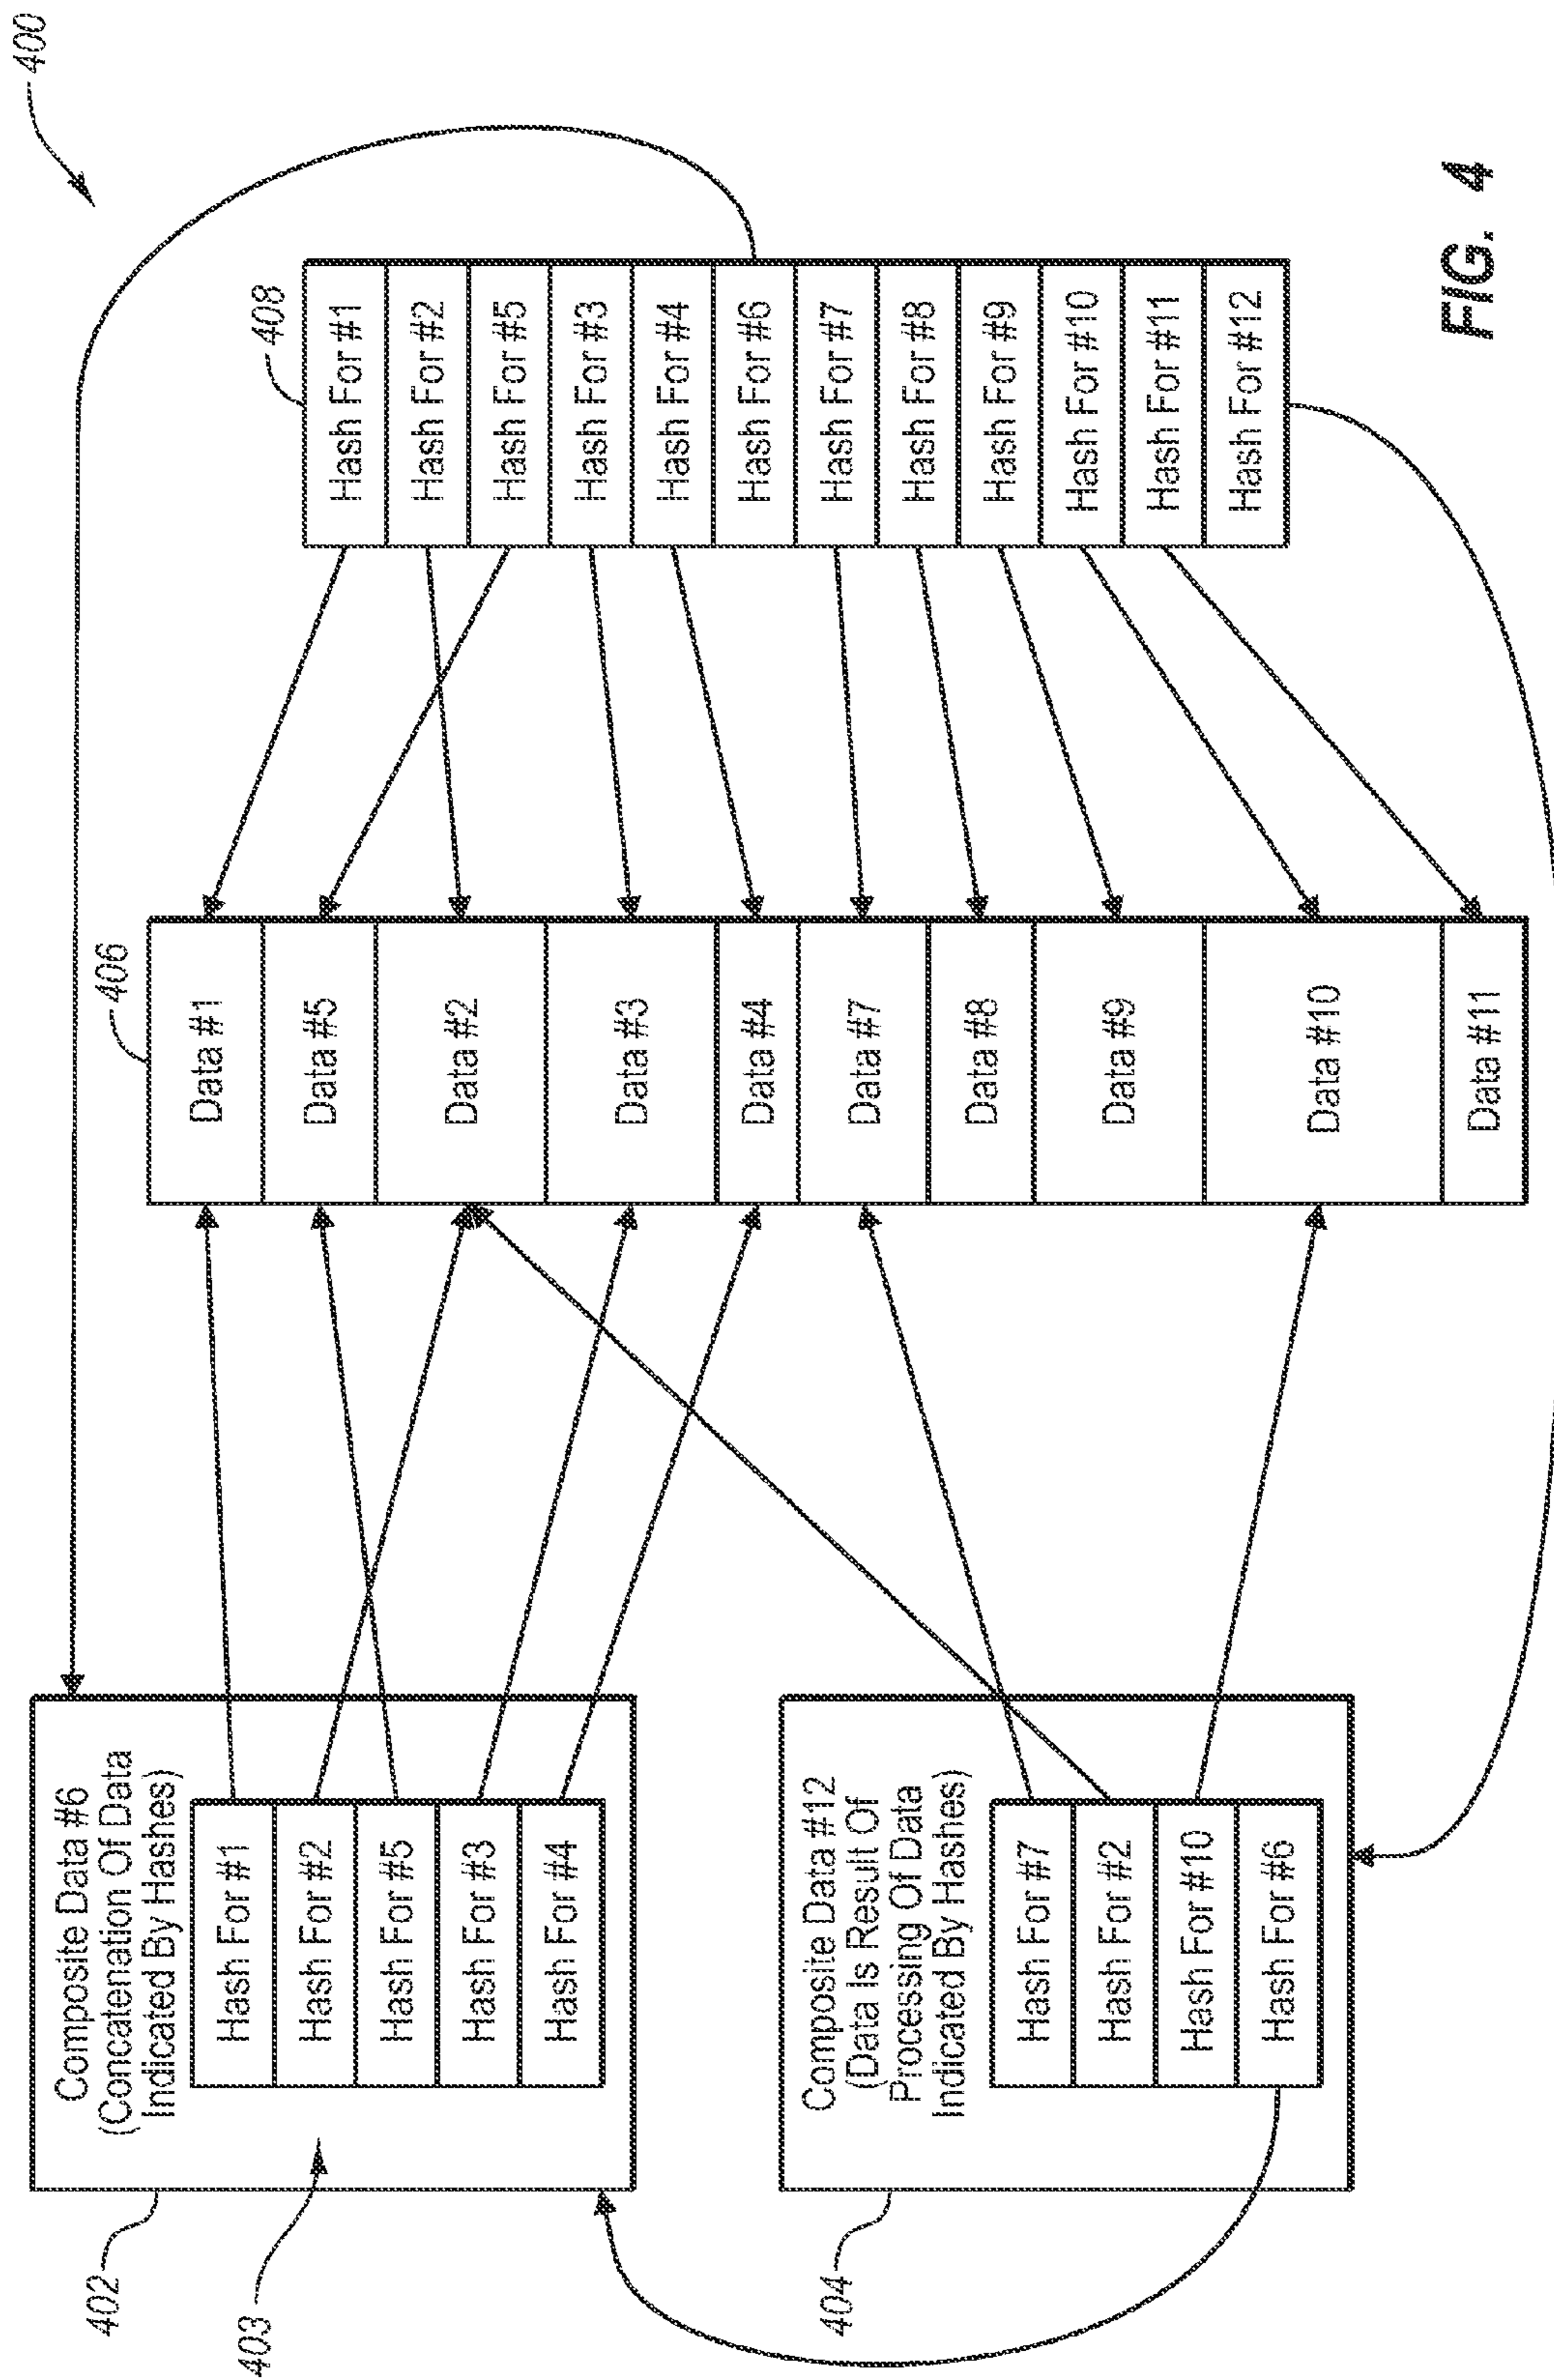 400
402
Composite Data #6
(Concatenation Of Data
Indicated By Hashes)
403
Hash For #1
Hash For #2
Hash For #5
Hash For #3
Hash For #4
404
Composite Data #12
(Data Is Result Of
Processing Of Data
Indicated By Hashes)
Hash For #7
Hash For #2
Hash For #10
Hash For #6
406
Data #1
Data #5
Data #2
Data #3
Data #4
Data #7
Data #8
Data #9
Data #10
Data #11
408
Hash For #1
Hash For #2
Hash For #5
Hash For #3
Hash For #4
Hash For #6
Hash For #7
Hash For #8
Hash For #9
Hash For #10
Hash For #11
Hash For #12
FIG. 4